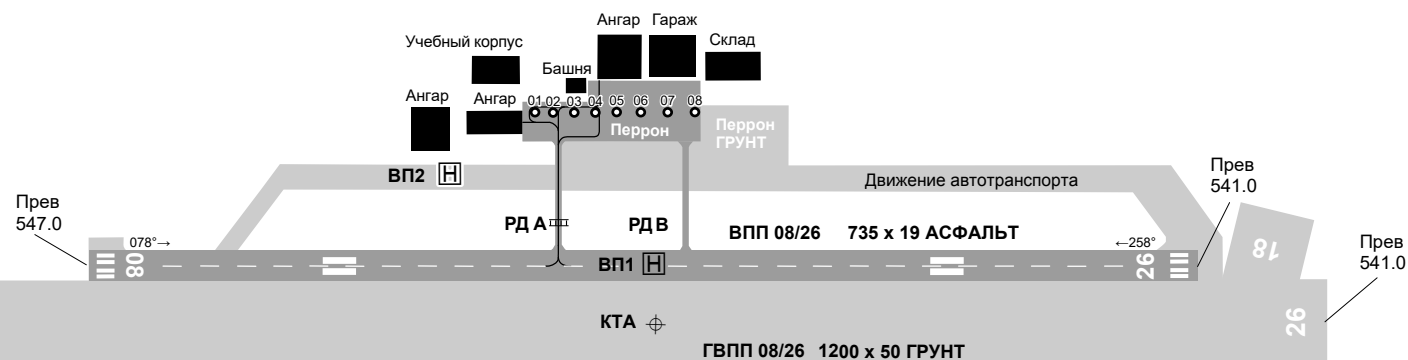 Ангар
Гараж
Склад
Учебный корпус
Башня
Ангар
Ангар
01
02
03
04
05
06
07
08
Перрон
Перрон
ГРУНТ
ВП2
H
Движение автотранспорта
Прев
541.0
Прев
547.0
РД А
РД В
ВПП 08/26 735 x 19 АСФАЛЬТ
078°→
←258°
08
ВП1
H
26
18
Прев
541.0
26
КТА
ГВПП 08/26 1200 x 50 ГРУНТ